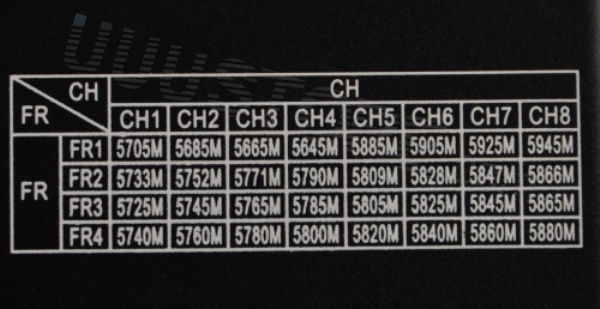 CH
FR
CH
CH1 CH2 CH3 CH4 CH5 CH6 CH7 CH8
FR
FR1 5705M 5685M 5665M 5645M 5885M 5905M 5925M 5945M
FR2 5733M 5752M 5771M 5790M 5809M 5828M 5847M 5866M
FR3 5725M 5745M 5765M 5785M 5805M 5825M 5845M 5865M
FR4 5740M 5760M 5780M 5800M 5820M 5840M 5860M 5880M